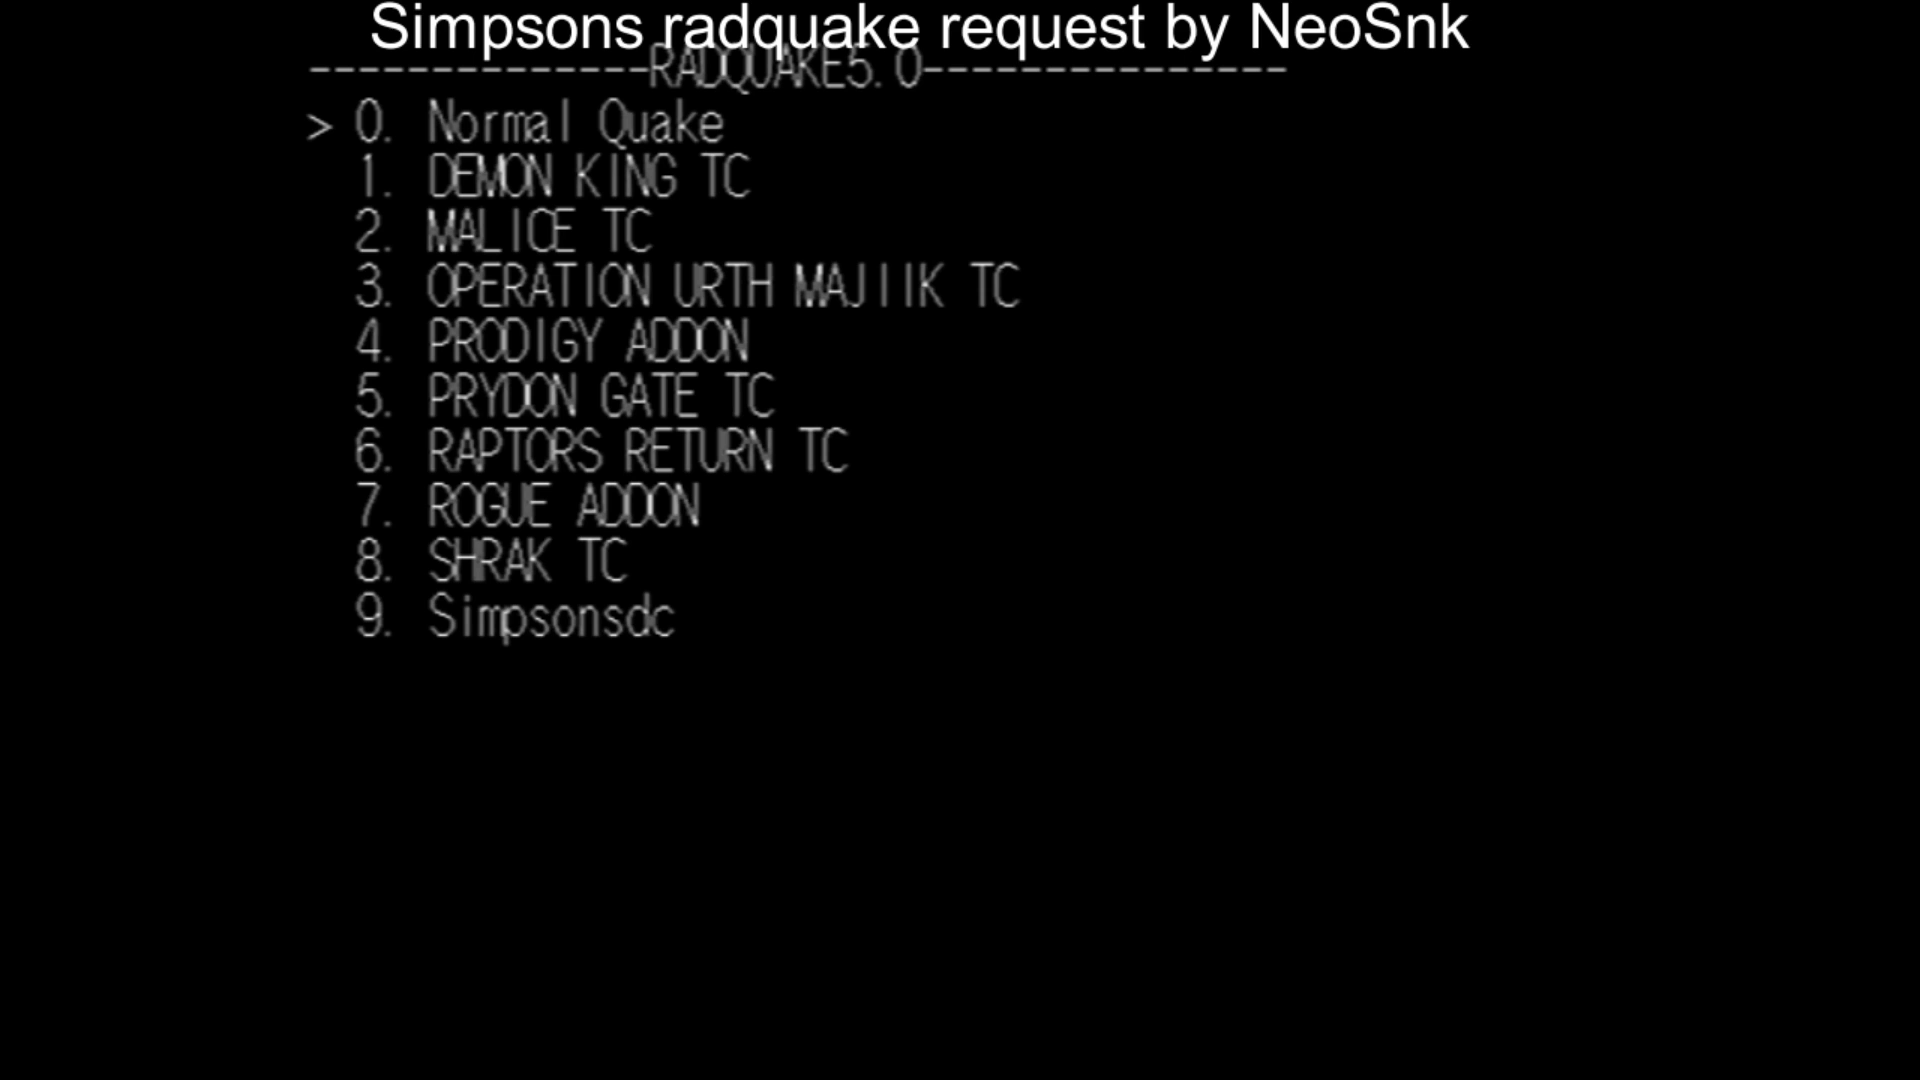 Simpsons radquake request by NeoSnk
--------------RADQUAKE5.0---------------
> 0. Normal Quake
1. DEMON KING TC
2. MALICE TC
3. OPERATION URTH MAJIIK TC
4. PRODIGY ADDON
5. PRYDON GATE TC
6. RAPTORS RETURN TC
7. ROGUE ADDON
8. SHRAK TC
9. Simpsonsdc